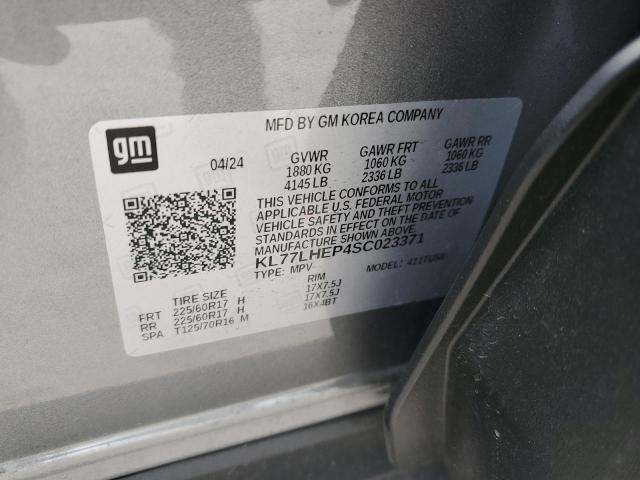 MFD BY GM KOREA COMPANY
gm
04/24 GVWR GAWR FRT GAWR RR
1880 KG 1060 KG 1060 KG
4145 LB 2336 LB 2336 LB
THIS VEHICLE CONFORMS TO ALL
APPLICABLE U.S. FEDERAL MOTOR
VEHICLE SAFETY AND THEFT PREVENTION
STANDARDS IN EFFECT ON THE DATE OF
MANUFACTURE SHOWN ABOVE.
KL77LHEP4SC023371
TYPE: MPV MODEL:
TIRE SIZE RIM
FRT 225/60R17 H 17X7.5J
RR 225/60R17 H 17X7.5J
SPA T125/70R16 M 16X4BT